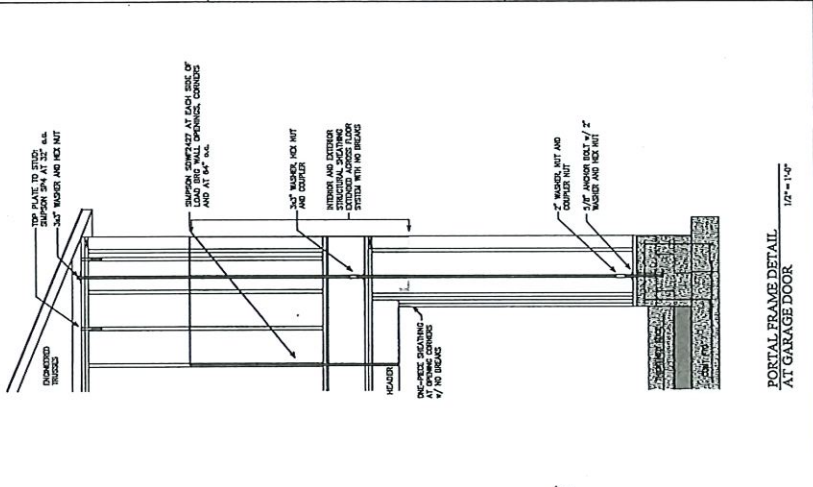 TOP PLATE TO STUD:
SIMPSON SP4 AT 32" o.c.
3x3" WASHER AND HEX NUT
ENGINEERED
TRUSSES
SIMPSON SDWF2427 AT EACH SIDE OF
LOAD BRG WALL OPENINGS, CORNERS
AND AT 64" o.c.
3x3" WASHER, HEX NUT
AND COUPLER
INTERIOR AND EXTERIOR
STRUCTURAL SHEATHING
EXTENDED ACROSS FLOOR
SYSTEM WITH NO BREAKS
HEADER
ONE-PIECE SHEATHING
AT OPENING CORNERS
w/ NO BREAKS
2" WASHER, NUT AND
COUPLER NUT
5/8" ANCHOR BOLT w/ 2"
WASHER AND HEX NUT
PORTAL FRAME DETAIL
AT GARAGE DOOR
1/2" = 1'-0"